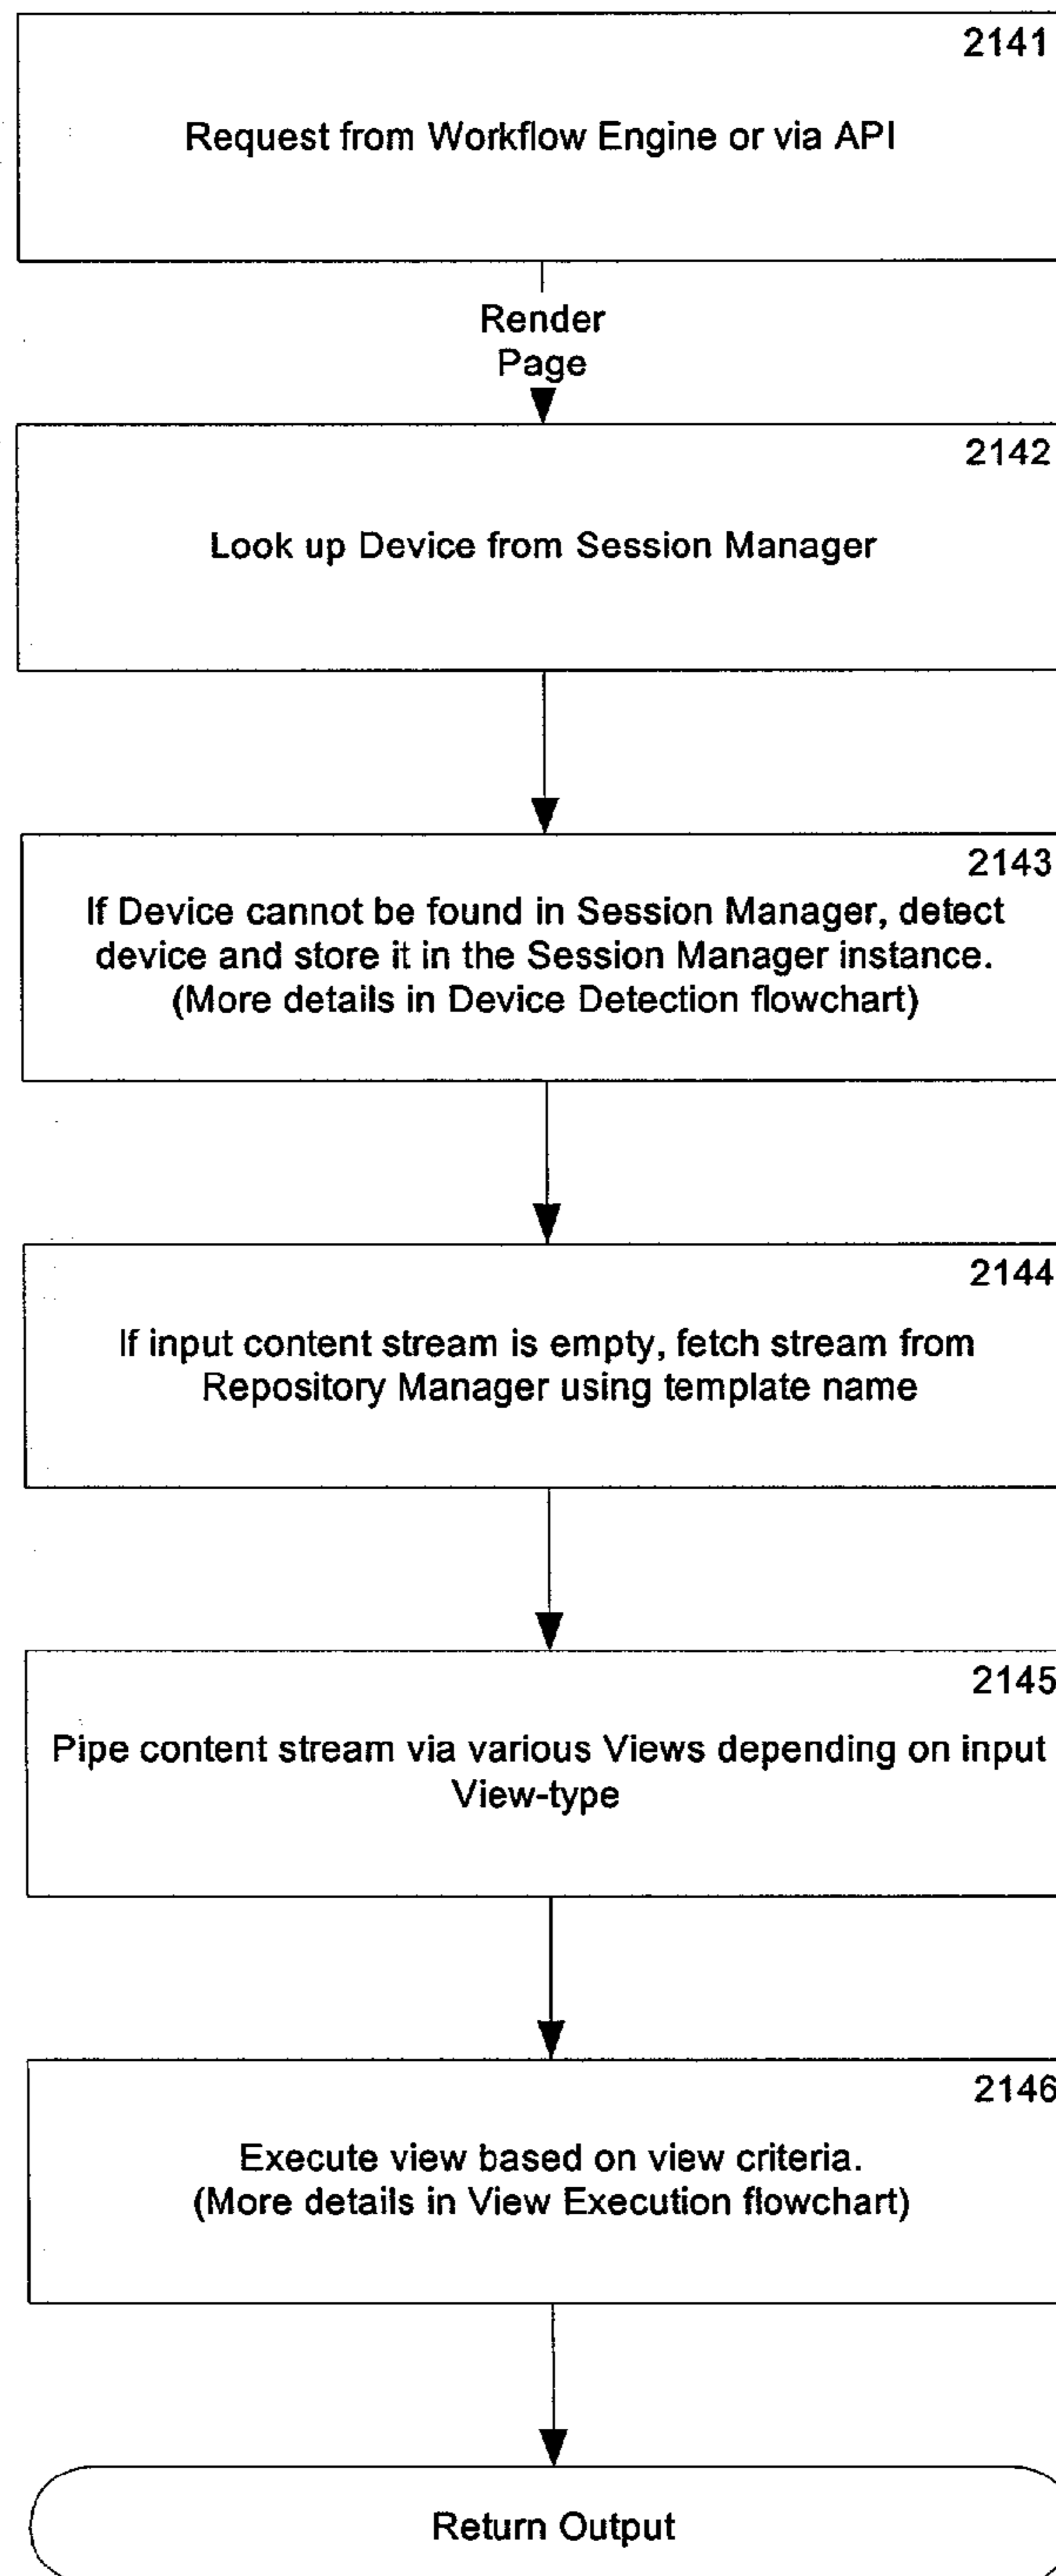 2141
Request from Workflow Engine or via API
Render
Page
2142
Look up Device from Session Manager
2143
If Device cannot be found in Session Manager, detect
device and store it in the Session Manager instance.
(More details in Device Detection flowchart)
2144
If input content stream is empty, fetch stream from
Repository Manager using template name
2145
Pipe content stream via various Views depending on input
View-type
2146
Execute view based on view criteria.
(More details in View Execution flowchart)
Return Output